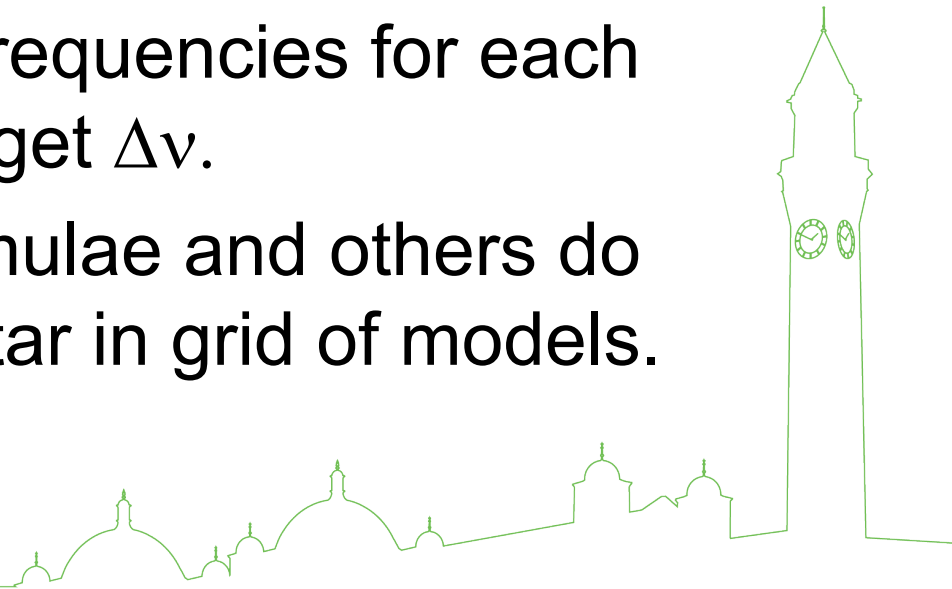 requencies for each
get Δν.
nulae and others do
tar in grid of models.